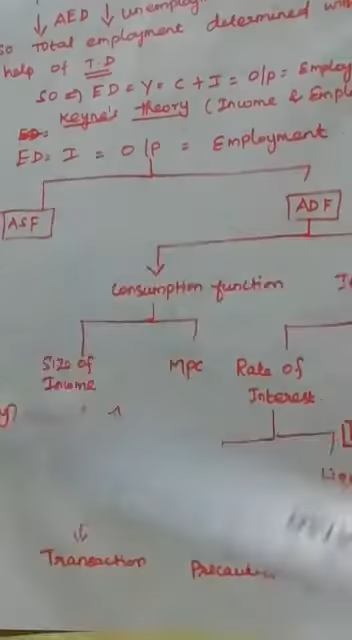 ↓ AED ↓ unemploy
so Total employment determined with
help of T.D
SO ⇒ ED = Y = C + I = O/P = Employ
Keyne's theory (Income & Empl
ED = I = O/P = Employment
ASF
ADF
Consumption function
Size of Income
MPC
Rate of Interest.
Transaction